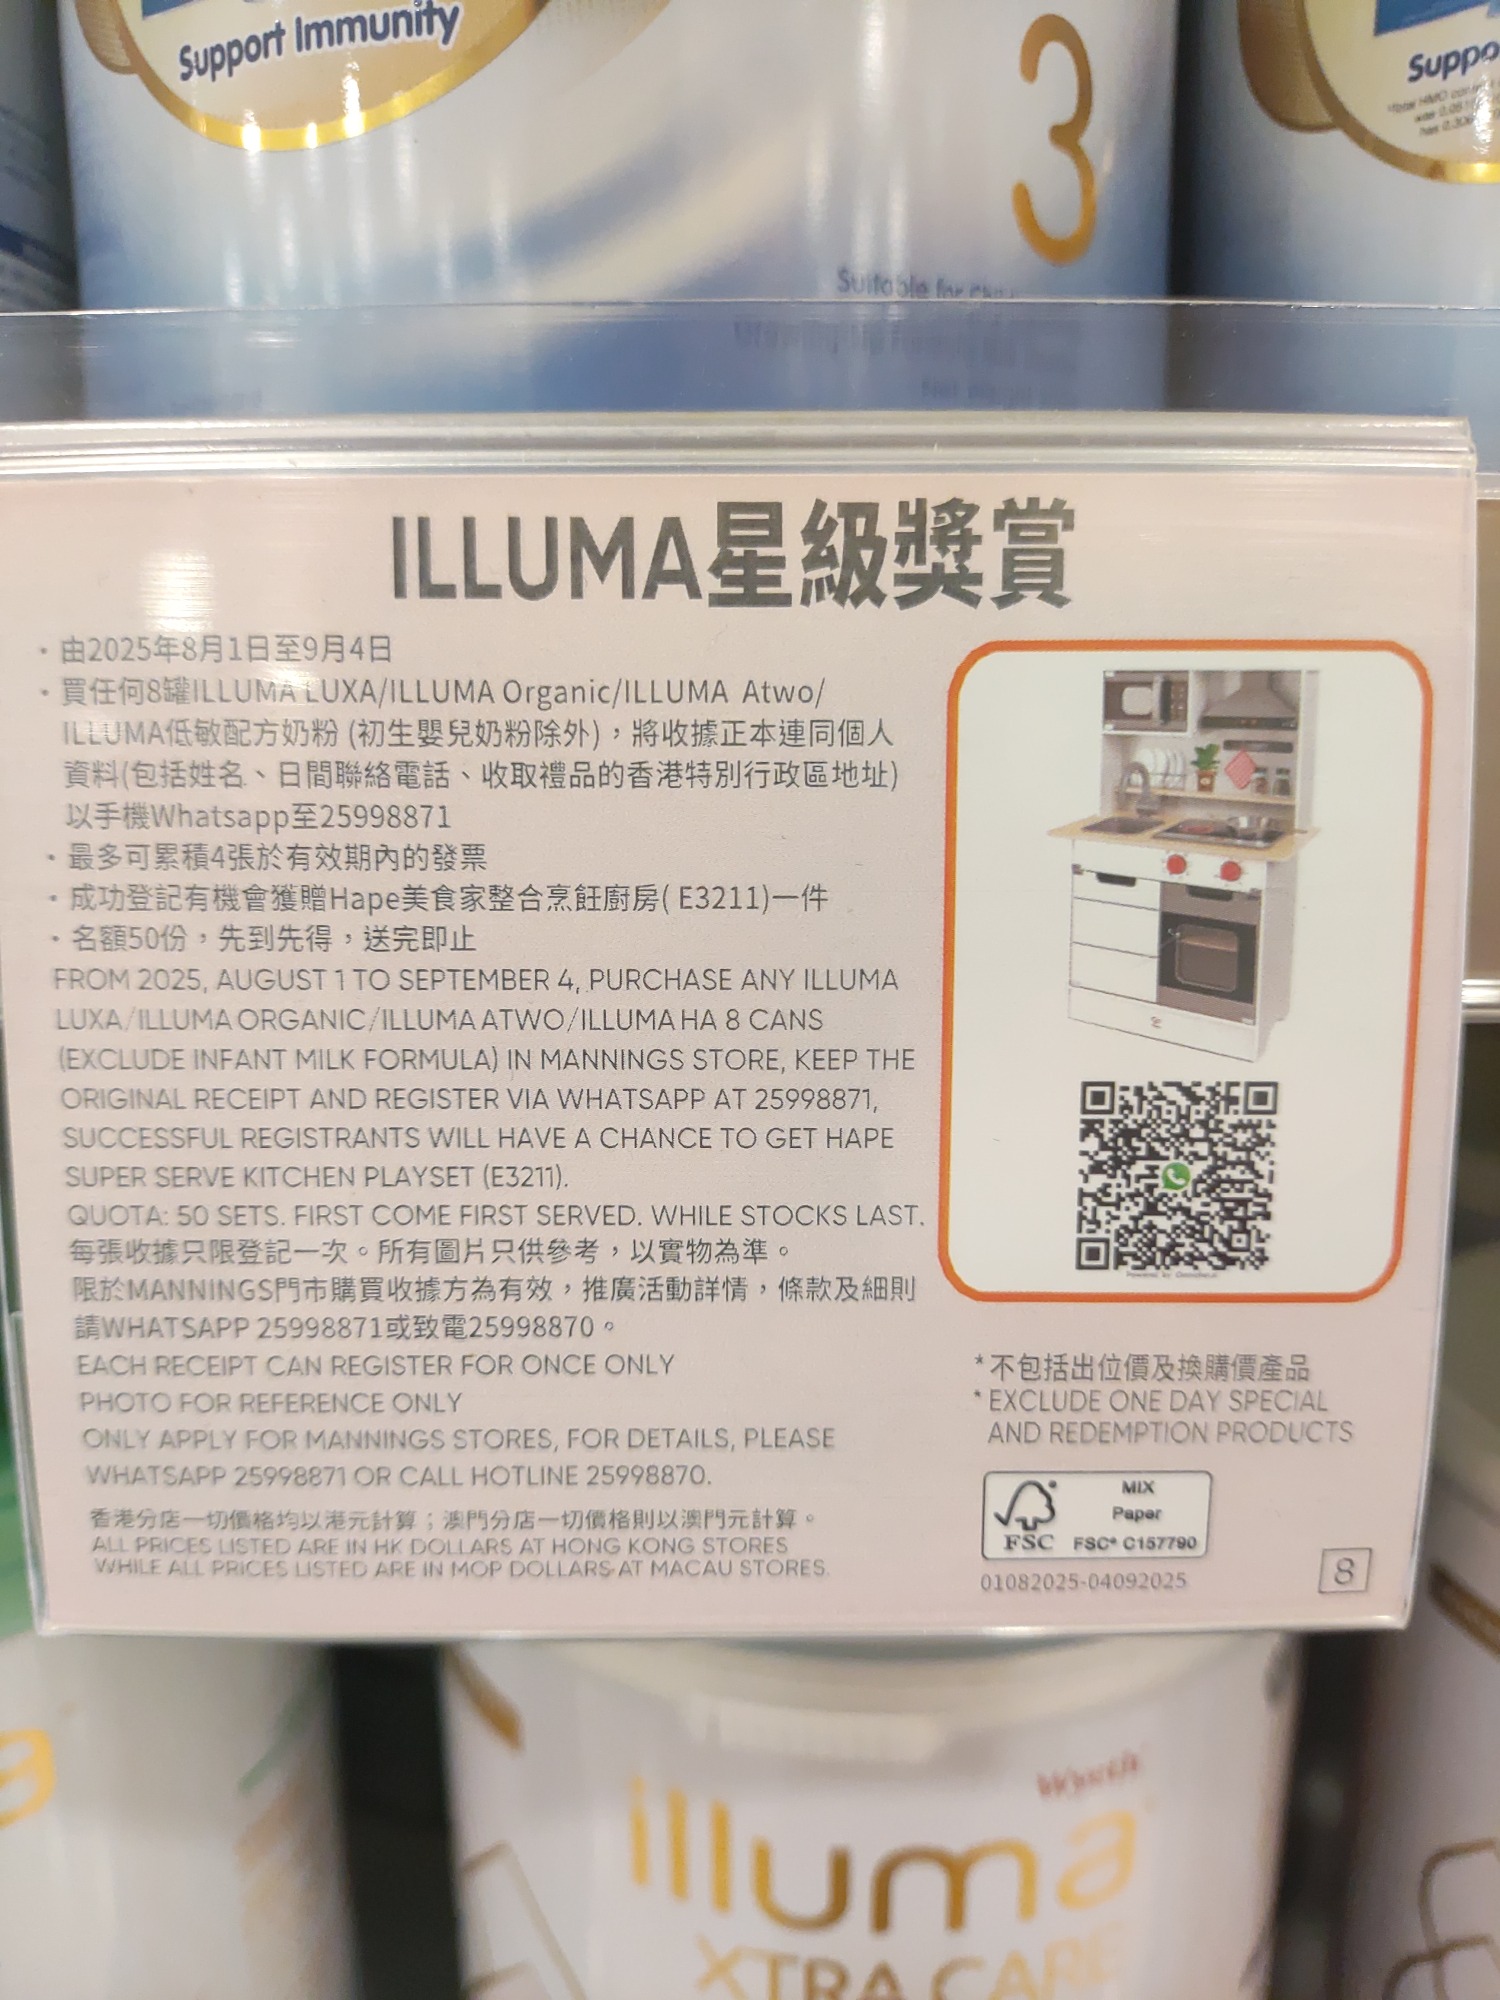 Support Immunity
3
Suppo
Suitable for
ILLUMA星級獎賞
・由2025年8月1日至9月4日
・買任何8罐ILLUMA LUXA/ILLUMA Organic/ILLUMA Atwo/
ILLUMA低敏配方奶粉 (初生嬰兒奶粉除外)，將收據正本連同個人
資料(包括姓名、日間聯絡電話、收取禮品的香港特別行政區地址)
以手機Whatsapp至25998871
・最多可累積4張於有效期內的發票
・成功登記有機會獲贈Hape美食家整合烹飪廚房( E3211)一件
・名額50份，先到先得，送完即止
FROM 2025, AUGUST 1 TO SEPTEMBER 4, PURCHASE ANY ILLUMA
LUXA/ILLUMA ORGANIC/ILLUMA ATWO/ILLUMA HA 8 CANS
(EXCLUDE INFANT MILK FORMULA) IN MANNINGS STORE, KEEP THE
ORIGINAL RECEIPT AND REGISTER VIA WHATSAPP AT 25998871,
SUCCESSFUL REGISTRANTS WILL HAVE A CHANCE TO GET HAPE
SUPER SERVE KITCHEN PLAYSET (E3211).
QUOTA: 50 SETS. FIRST COME FIRST SERVED. WHILE STOCKS LAST.
每張收據只限登記一次。所有圖片只供參考，以實物為準。
限於MANNINGS門市購買收據方為有效，推廣活動詳情，條款及細則
請WHATSAPP 25998871或致電25998870。
EACH RECEIPT CAN REGISTER FOR ONCE ONLY
PHOTO FOR REFERENCE ONLY
ONLY APPLY FOR MANNINGS STORES, FOR DETAILS, PLEASE
WHATSAPP 25998871 OR CALL HOTLINE 25998870.
香港分店一切價格均以港元計算；澳門分店一切價格則以澳門元計算。
ALL PRICES LISTED ARE IN HK DOLLARS AT HONG KONG STORES
WHILE ALL PRICES LISTED ARE IN MOP DOLLARS AT MACAU STORES.
*不包括出位價及換購價產品
*EXCLUDE ONE DAY SPECIAL
AND REDEMPTION PRODUCTS
MIX
Paper
FSC FSC® C157790
01082025-04092025
8
Wyeth
illuma
XTRA CARE